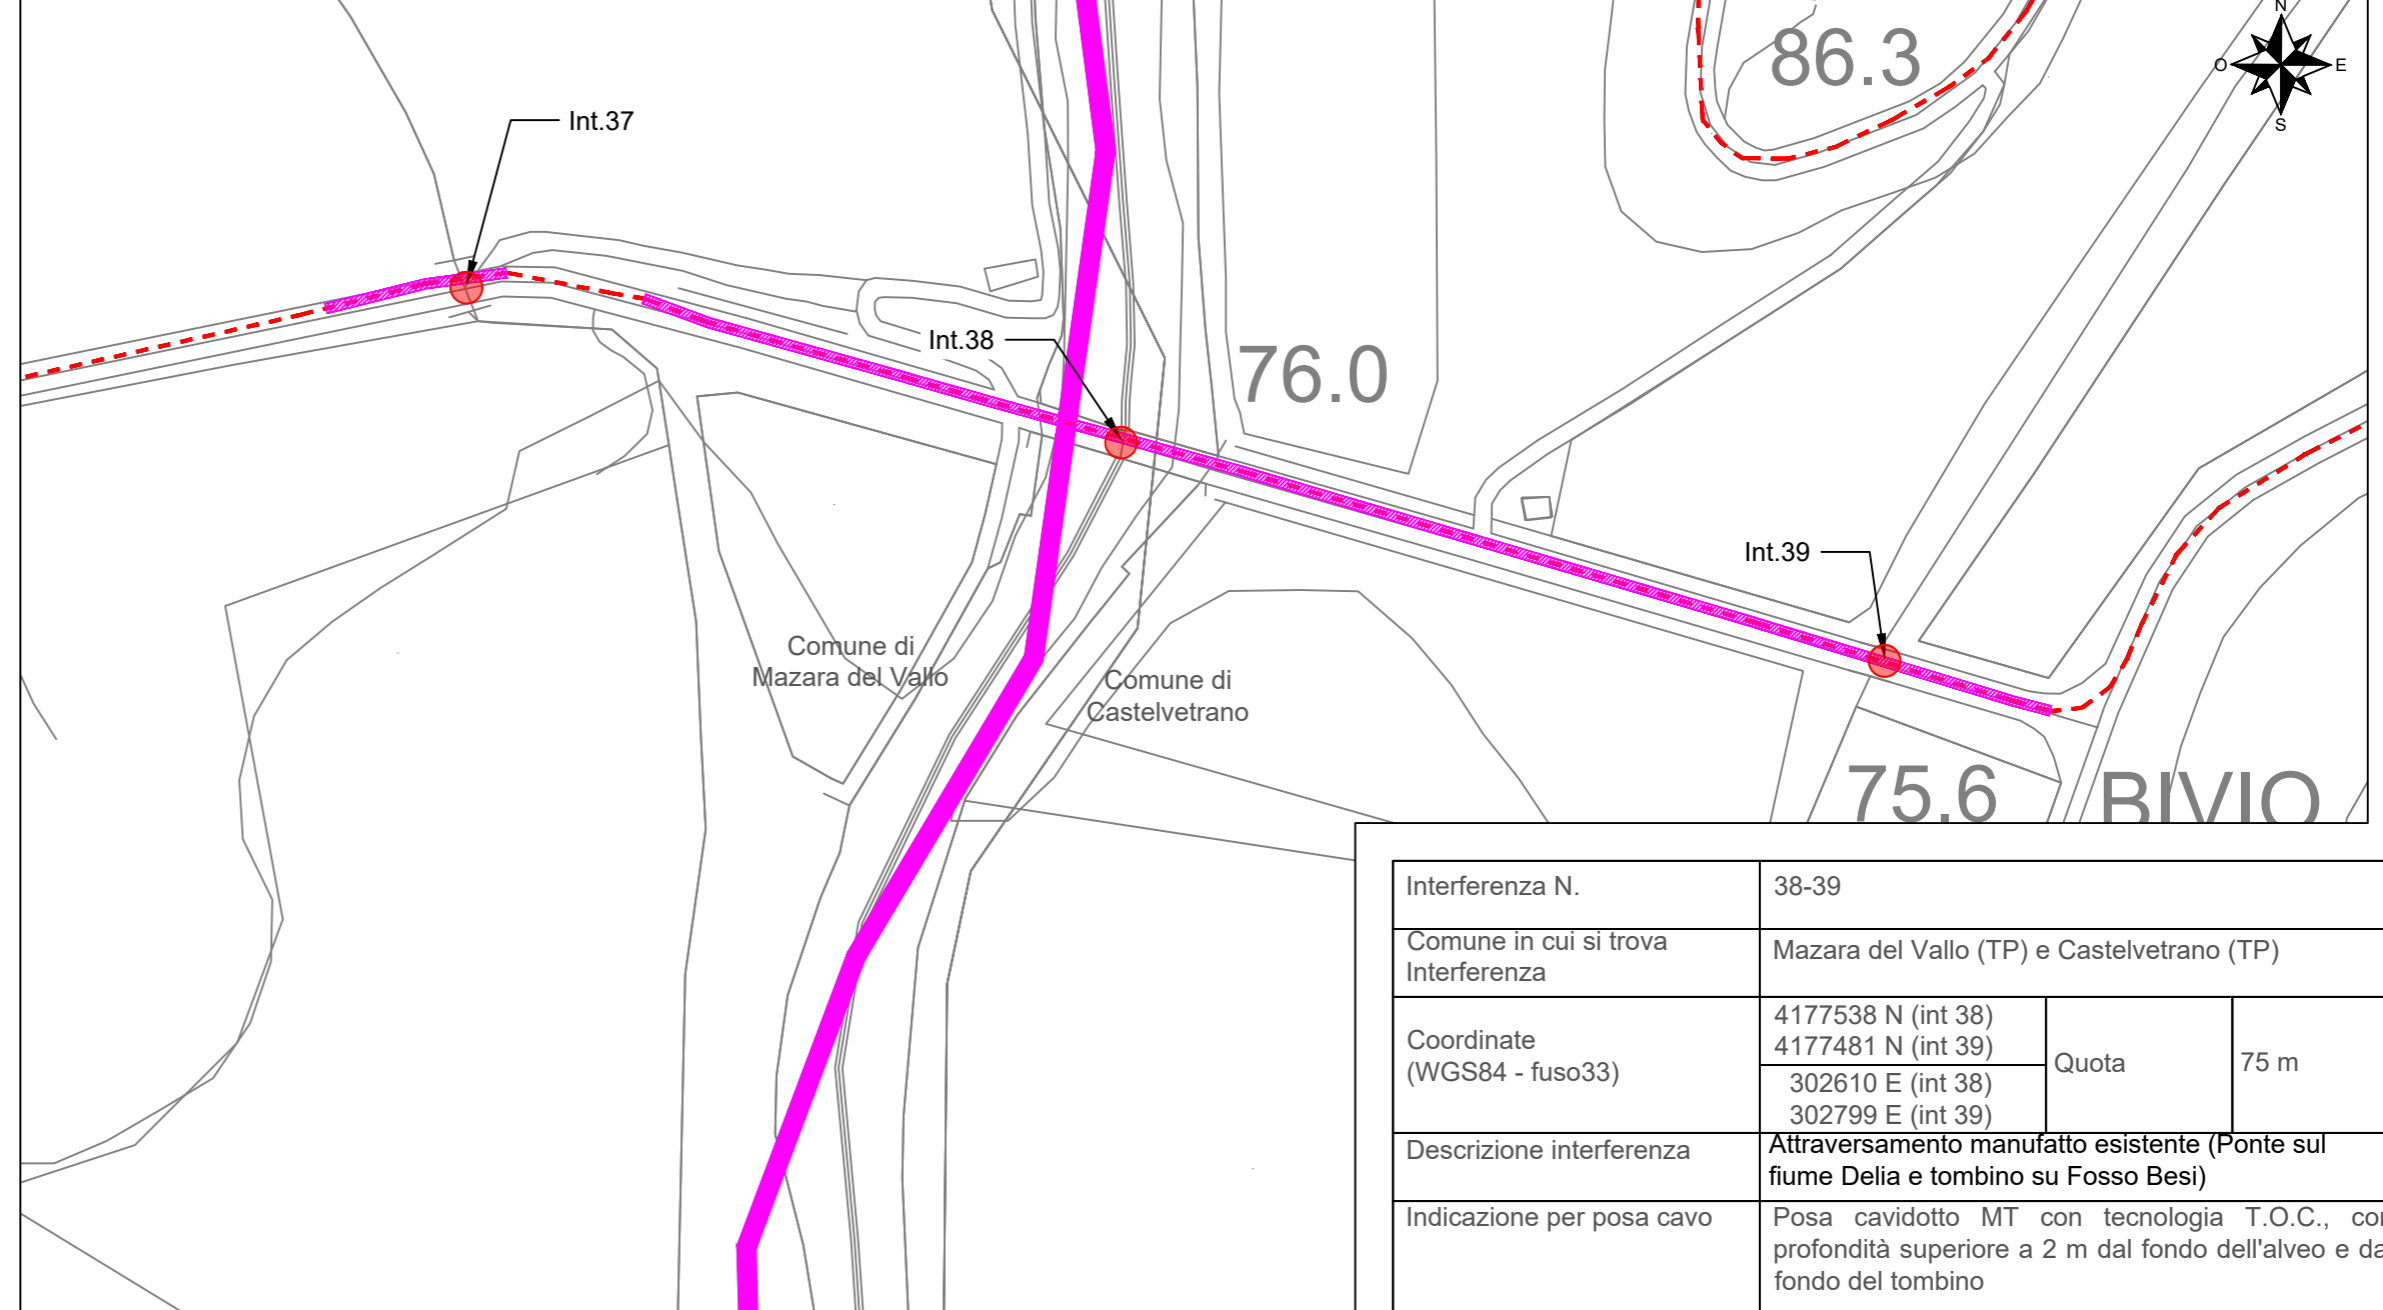 N
86.3
O
E
S
Int.37
Int.38
76.0
Int.39
Comune di
Mazara del Vallo
Comune di
Castelvetrano
75.6
BIVIO
Interferenza N.
38-39
Comune in cui si trova
Interferenza
Mazara del Vallo (TP) e Castelvetrano (TP)
Coordinate
(WGS84 - fuso33)
4177538 N (int 38)
4177481 N (int 39)
302610 E (int 38)
302799 E (int 39)
Quota
75 m
Descrizione interferenza
Attraversamento manufatto esistente (Ponte sul
fiume Delia e tombino su Fosso Besi)
Indicazione per posa cavo
Posa cavidotto MT con tecnologia T.O.C.,
profondità superiore a 2 m dal fondo dell'alveo e
fondo del tombino